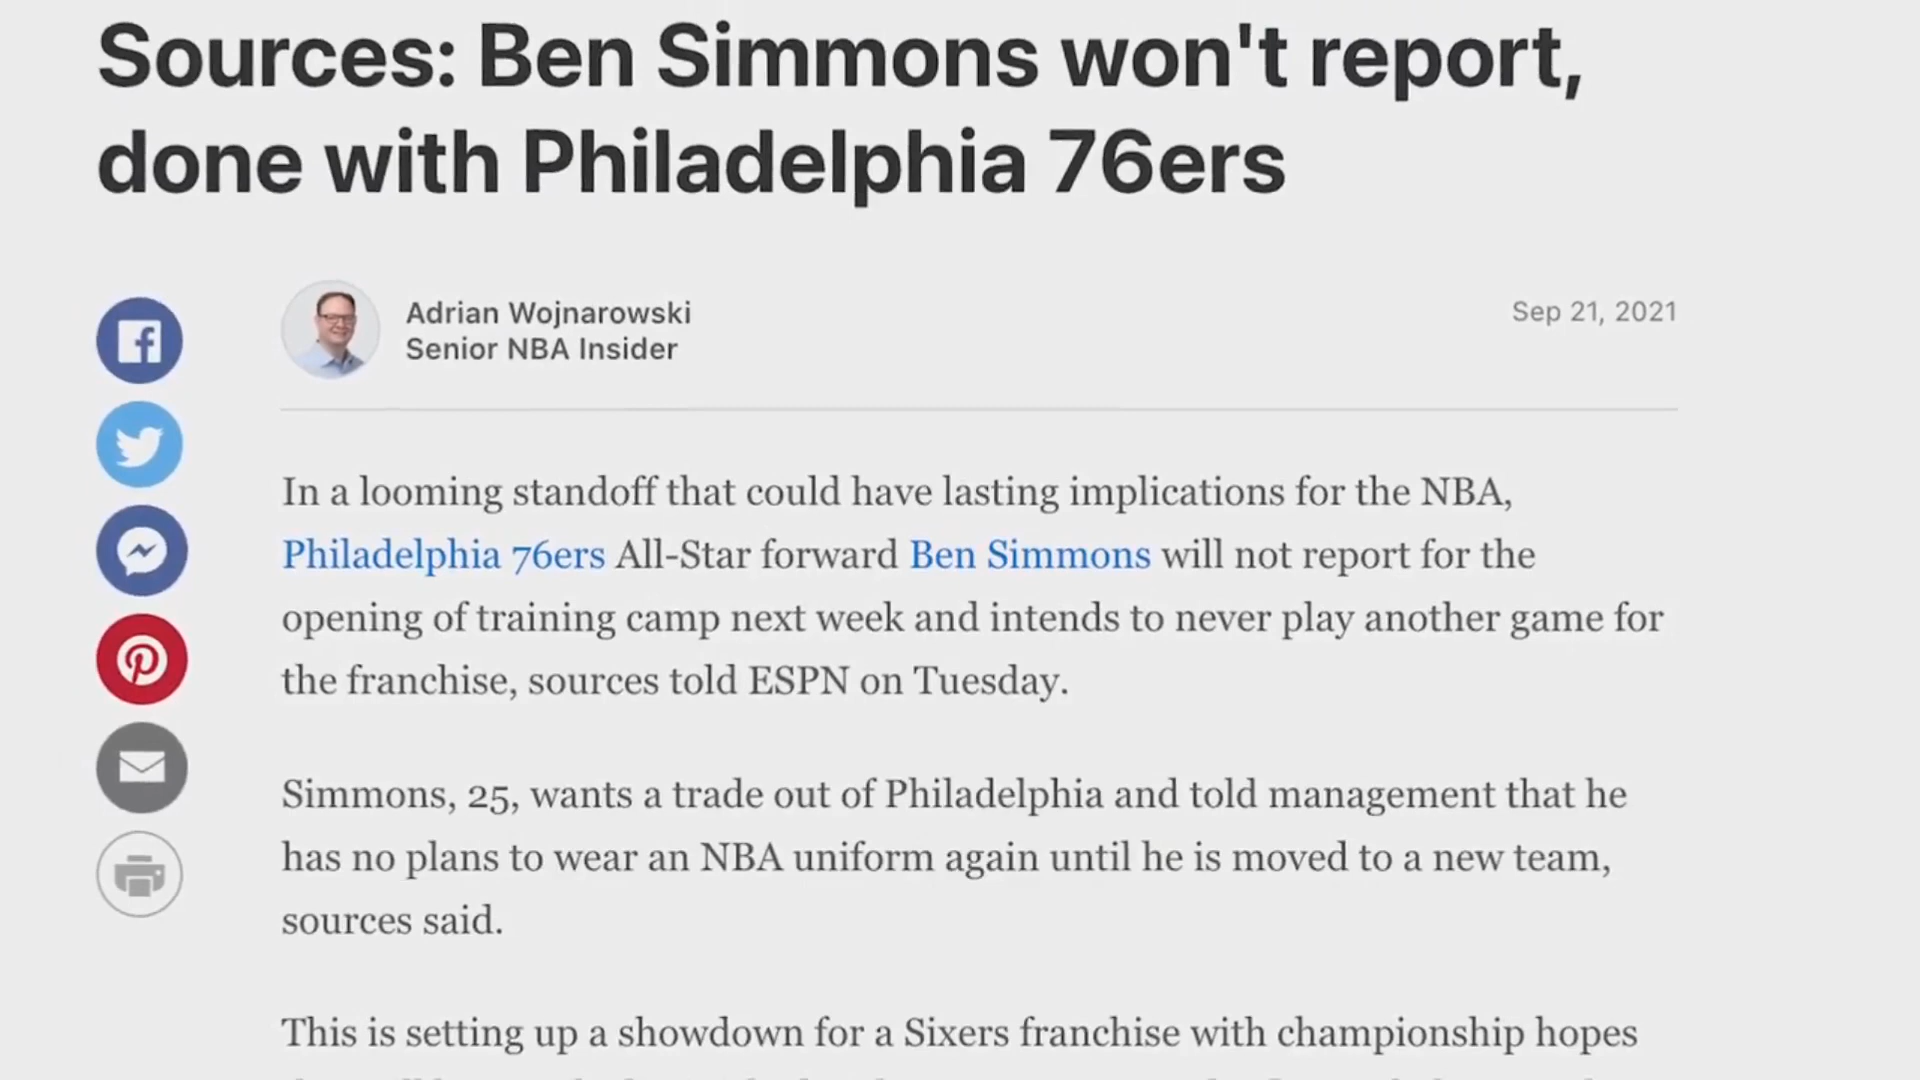 Sources: Ben Simmons won't report,
done with Philadelphia 76ers
Adrian Wojnarowski
Senior NBA Insider
Sep 21, 2021
In a looming standoff that could have lasting implications for the NBA,
Philadelphia 76ers All-Star forward Ben Simmons will not report for the
opening of training camp next week and intends to never play another game for
the franchise, sources told ESPN on Tuesday.
Simmons, 25, wants a trade out of Philadelphia and told management that he
has no plans to wear an NBA uniform again until he is moved to a new team,
sources said.
This is setting up a showdown for a Sixers franchise with championship hopes